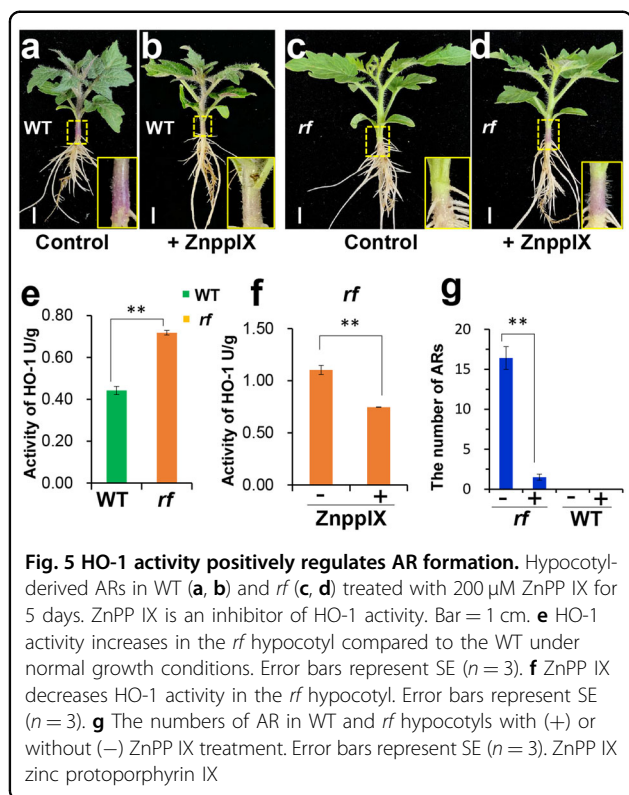 a b c d
WT WT rf rf
Control + ZnppIX Control + ZnppIX
e f g
WT
rf
rf
** ** **
Activity of HO-1 U/g
0.80
0.40
0.00
WT rf
Activity of HO-1 U/g
1.50
1.00
0.50
0.00
- +
ZnppIX
The number of ARs
20
15
10
5
0
- + - +
rf WT
Fig. 5 HO-1 activity positively regulates AR formation. Hypocotyl-
derived ARs in WT (a, b) and rf (c, d) treated with 200 μM ZnPP IX for
5 days. ZnPP IX is an inhibitor of HO-1 activity. Bar = 1 cm. e HO-1
activity increases in the rf hypocotyl compared to the WT under
normal growth conditions. Error bars represent SE (n = 3). f ZnPP IX
decreases HO-1 activity in the rf hypocotyl. Error bars represent SE
(n = 3). g The numbers of AR in WT and rf hypocotyls with (+) or
without (−) ZnPP IX treatment. Error bars represent SE (n = 3). ZnPP IX
zinc protoporphyrin IX